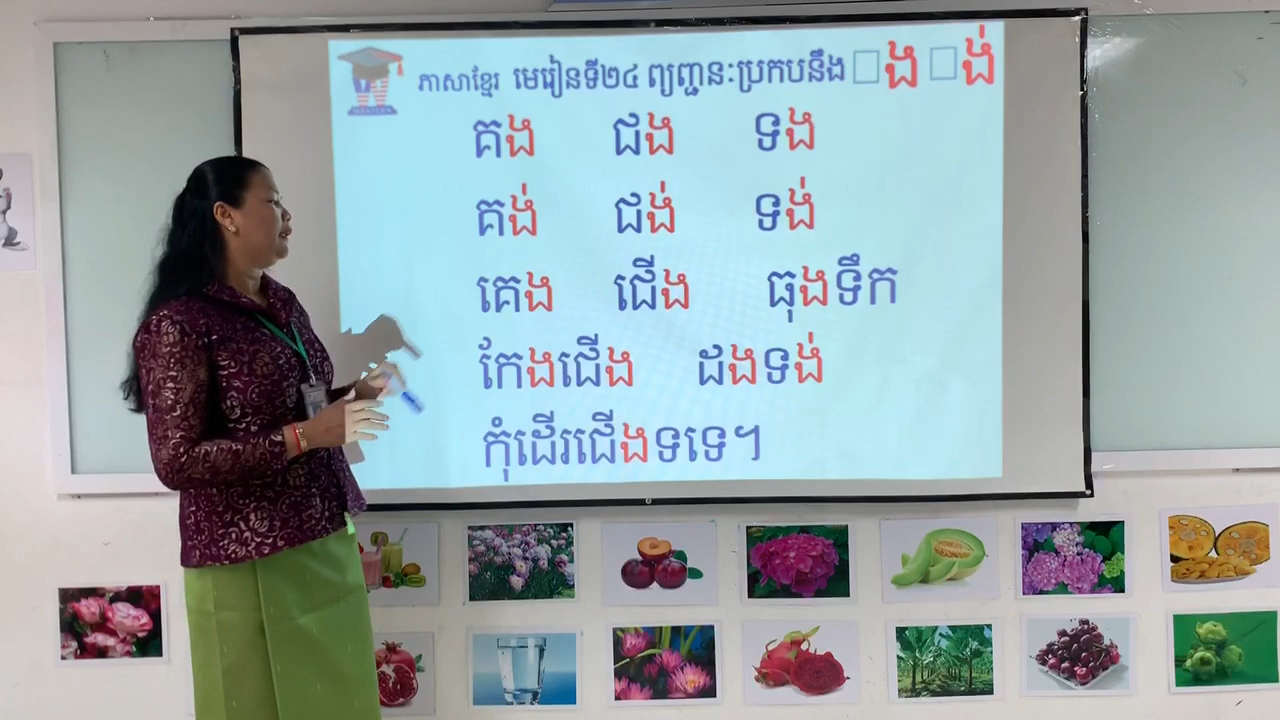 ភាសាខ្មែរ មេរៀនទី២៤ ព្យញ្ជនៈប្រកបនឹង □ង □ង់
គង ជង ទង
គង់ ជង់ ទង់
គេង ជើង ធុងទឹក
កែងជើង ដងទង់
កុំដើរជើងទទេ។